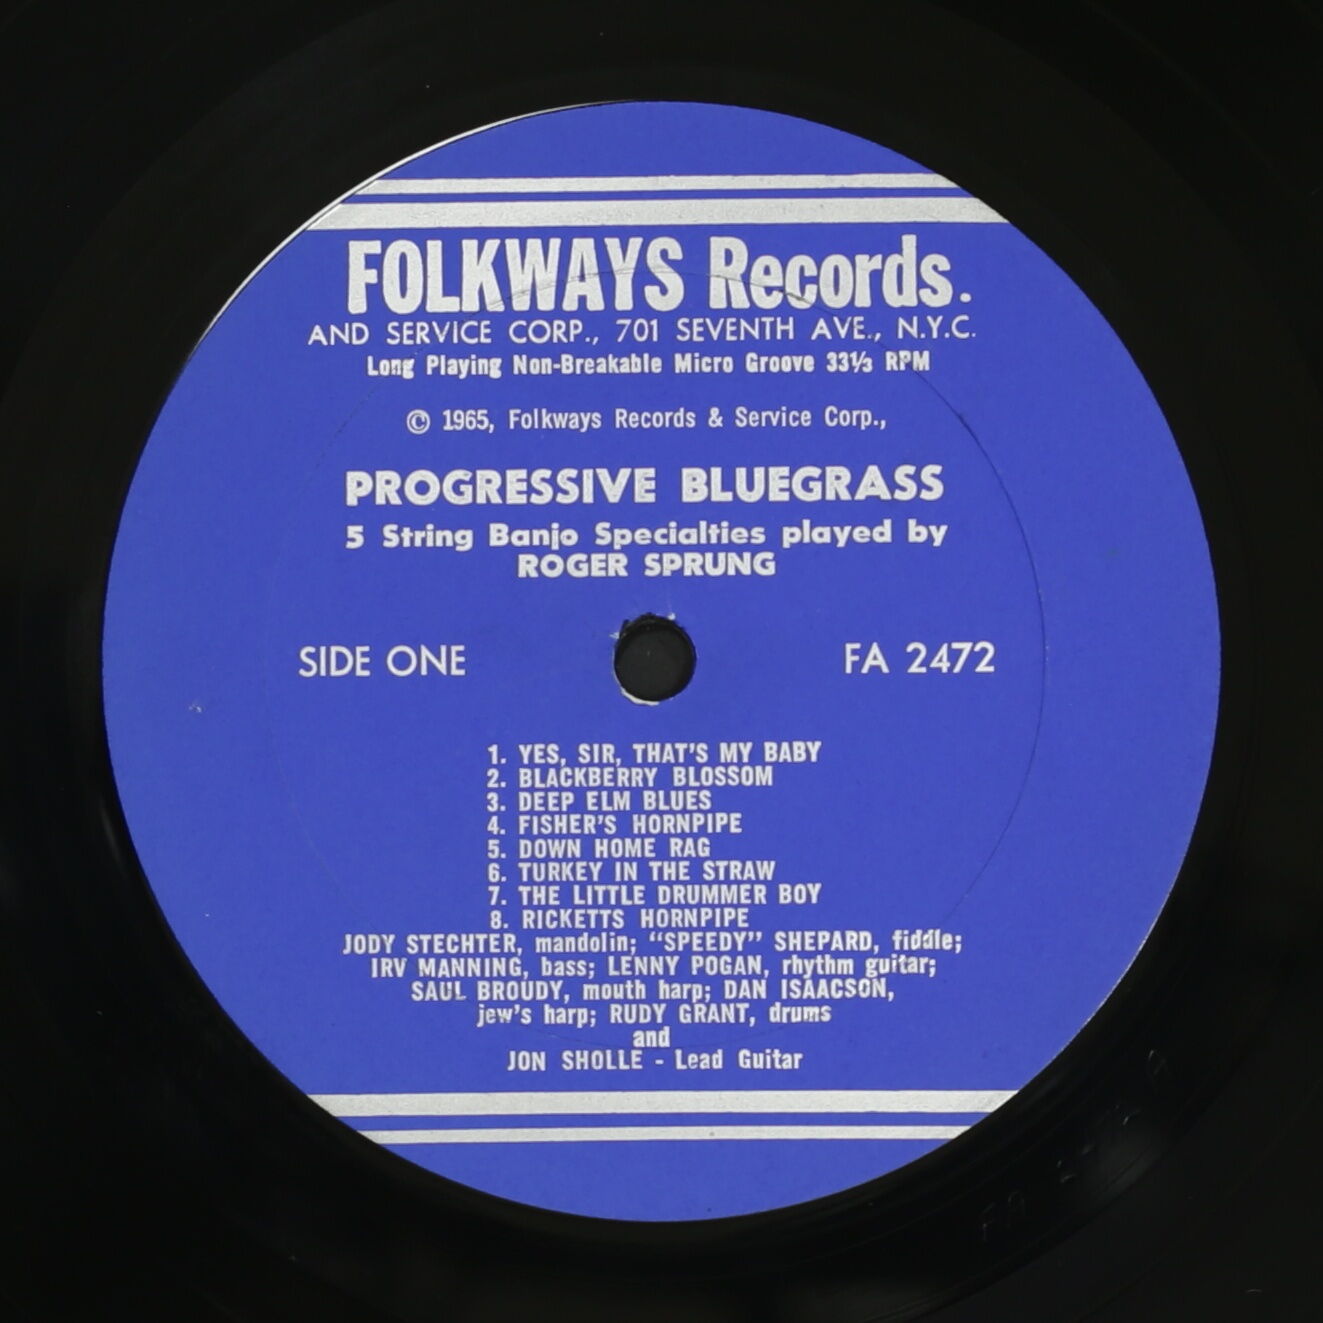 FOLKWAYS Records.
AND SERVICE CORP., 701 SEVENTH AVE., N.Y.C.
Long Playing Non-Breakable Micro Groove 33⅓ RPM
© 1965, Folkways Records & Service Corp.,
PROGRESSIVE BLUEGRASS
5 String Banjo Specialties played by
ROGER SPRUNG
SIDE ONE
FA 2472
1. YES, SIR, THAT'S MY BABY
2. BLACKBERRY BLOSSOM
3. DEEP ELM BLUES
4. FISHER'S HORNPIPE
5. DOWN HOME RAG
6. TURKEY IN THE STRAW
7. THE LITTLE DRUMMER BOY
8. RICKETTS HORNPIPE
JODY STECHTER, mandolin; "SPEEDY" SHEPARD, fiddle;
IRV MANNING, bass; LENNY POGAN, rhythm guitar;
SAUL BROUDY, mouth harp; DAN ISAACSON,
jew's harp; RUDY GRANT, drums
and
JON SHOLLE - Lead Guitar